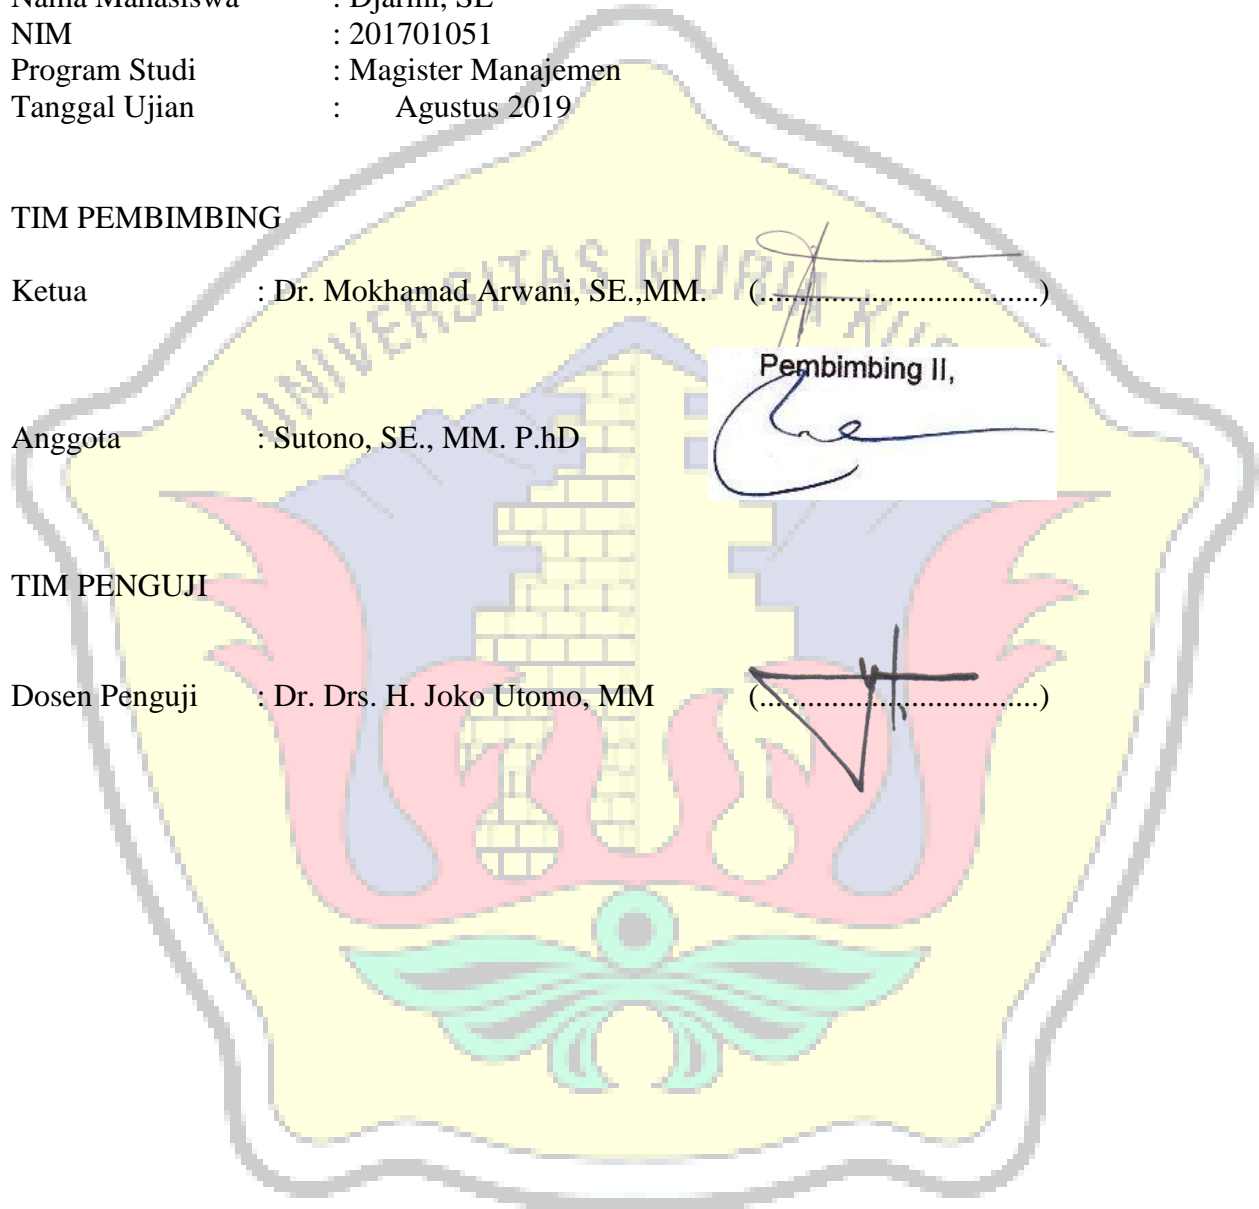 Nama Mahasiswa : Djarini, SE
NIM : 201701051
Program Studi : Magister Manajemen
Tanggal Ujian : Agustus 2019
TIM PEMBIMBING
UNIVERSITAS MURIA KUDUS
Ketua : Dr. Mokhamad Arwani, SE.,MM. (...................................)
Pembimbing II,
Anggota : Sutono, SE., MM. P.hD
TIM PENGUJI
Dosen Penguji : Dr. Drs. H. Joko Utomo, MM (...................................)